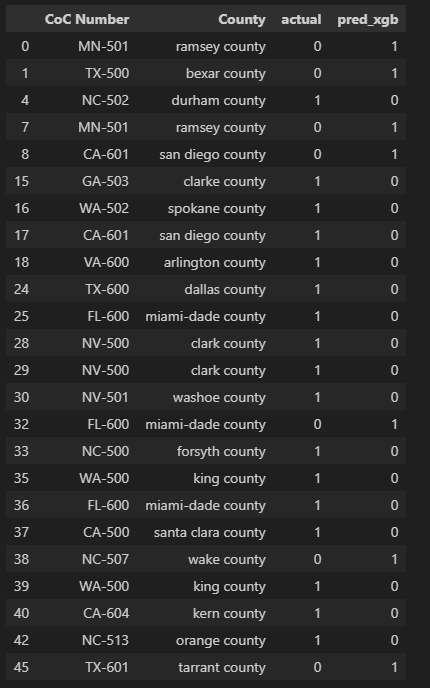 CoC Number County actual pred_xgb
0 MN-501 ramsey county 0 1
1 TX-500 bexar county 0 1
4 NC-502 durham county 1 0
7 MN-501 ramsey county 0 1
8 CA-601 san diego county 0 1
15 GA-503 clarke county 1 0
16 WA-502 spokane county 1 0
17 CA-601 san diego county 1 0
18 VA-600 arlington county 1 0
24 TX-600 dallas county 1 0
25 FL-600 miami-dade county 1 0
28 NV-500 clark county 1 0
29 NV-500 clark county 1 0
30 NV-501 washoe county 1 0
32 FL-600 miami-dade county 0 1
33 NC-500 forsyth county 1 0
35 WA-500 king county 1 0
36 FL-600 miami-dade county 1 0
37 CA-500 santa clara county 1 0
38 NC-507 wake county 0 1
39 WA-500 king county 1 0
40 CA-604 kern county 1 0
42 NC-513 orange county 1 0
45 TX-601 tarrant county 0 1